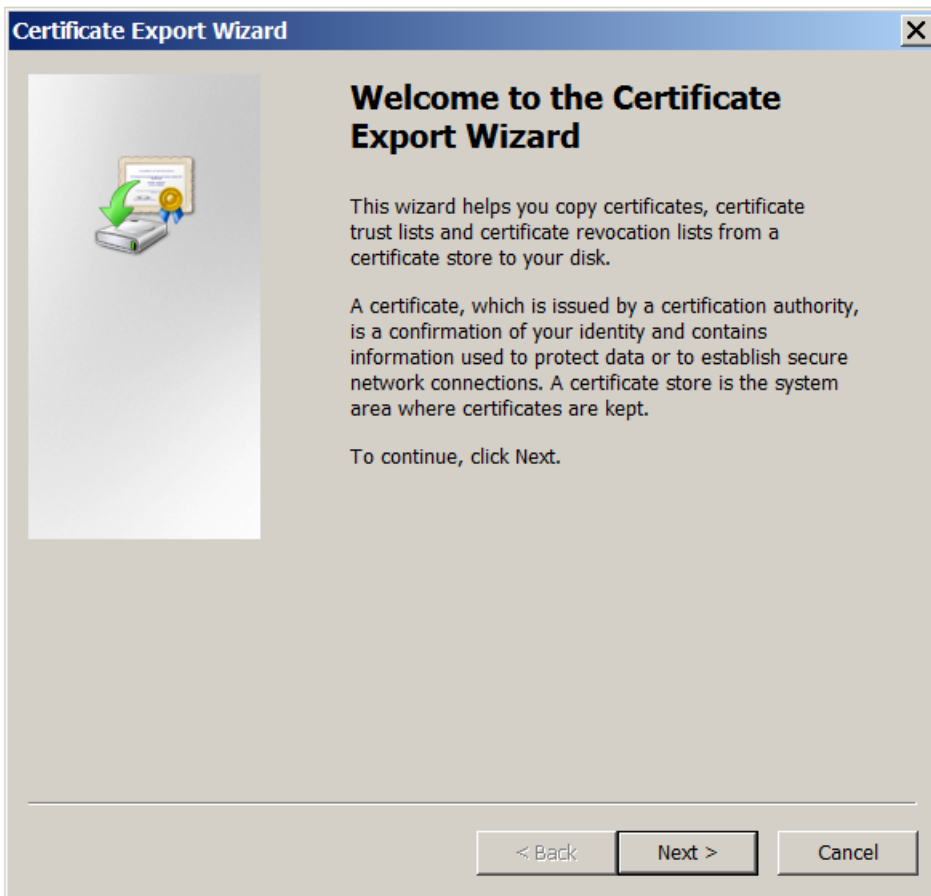 Certificate Export Wizard
Welcome to the Certificate
Export Wizard
This wizard helps you copy certificates, certificate
trust lists and certificate revocation lists from a
certificate store to your disk.
A certificate, which is issued by a certification authority,
is a confirmation of your identity and contains
information used to protect data or to establish secure
network connections. A certificate store is the system
area where certificates are kept.
To continue, click Next.
< Back
Next >
Cancel